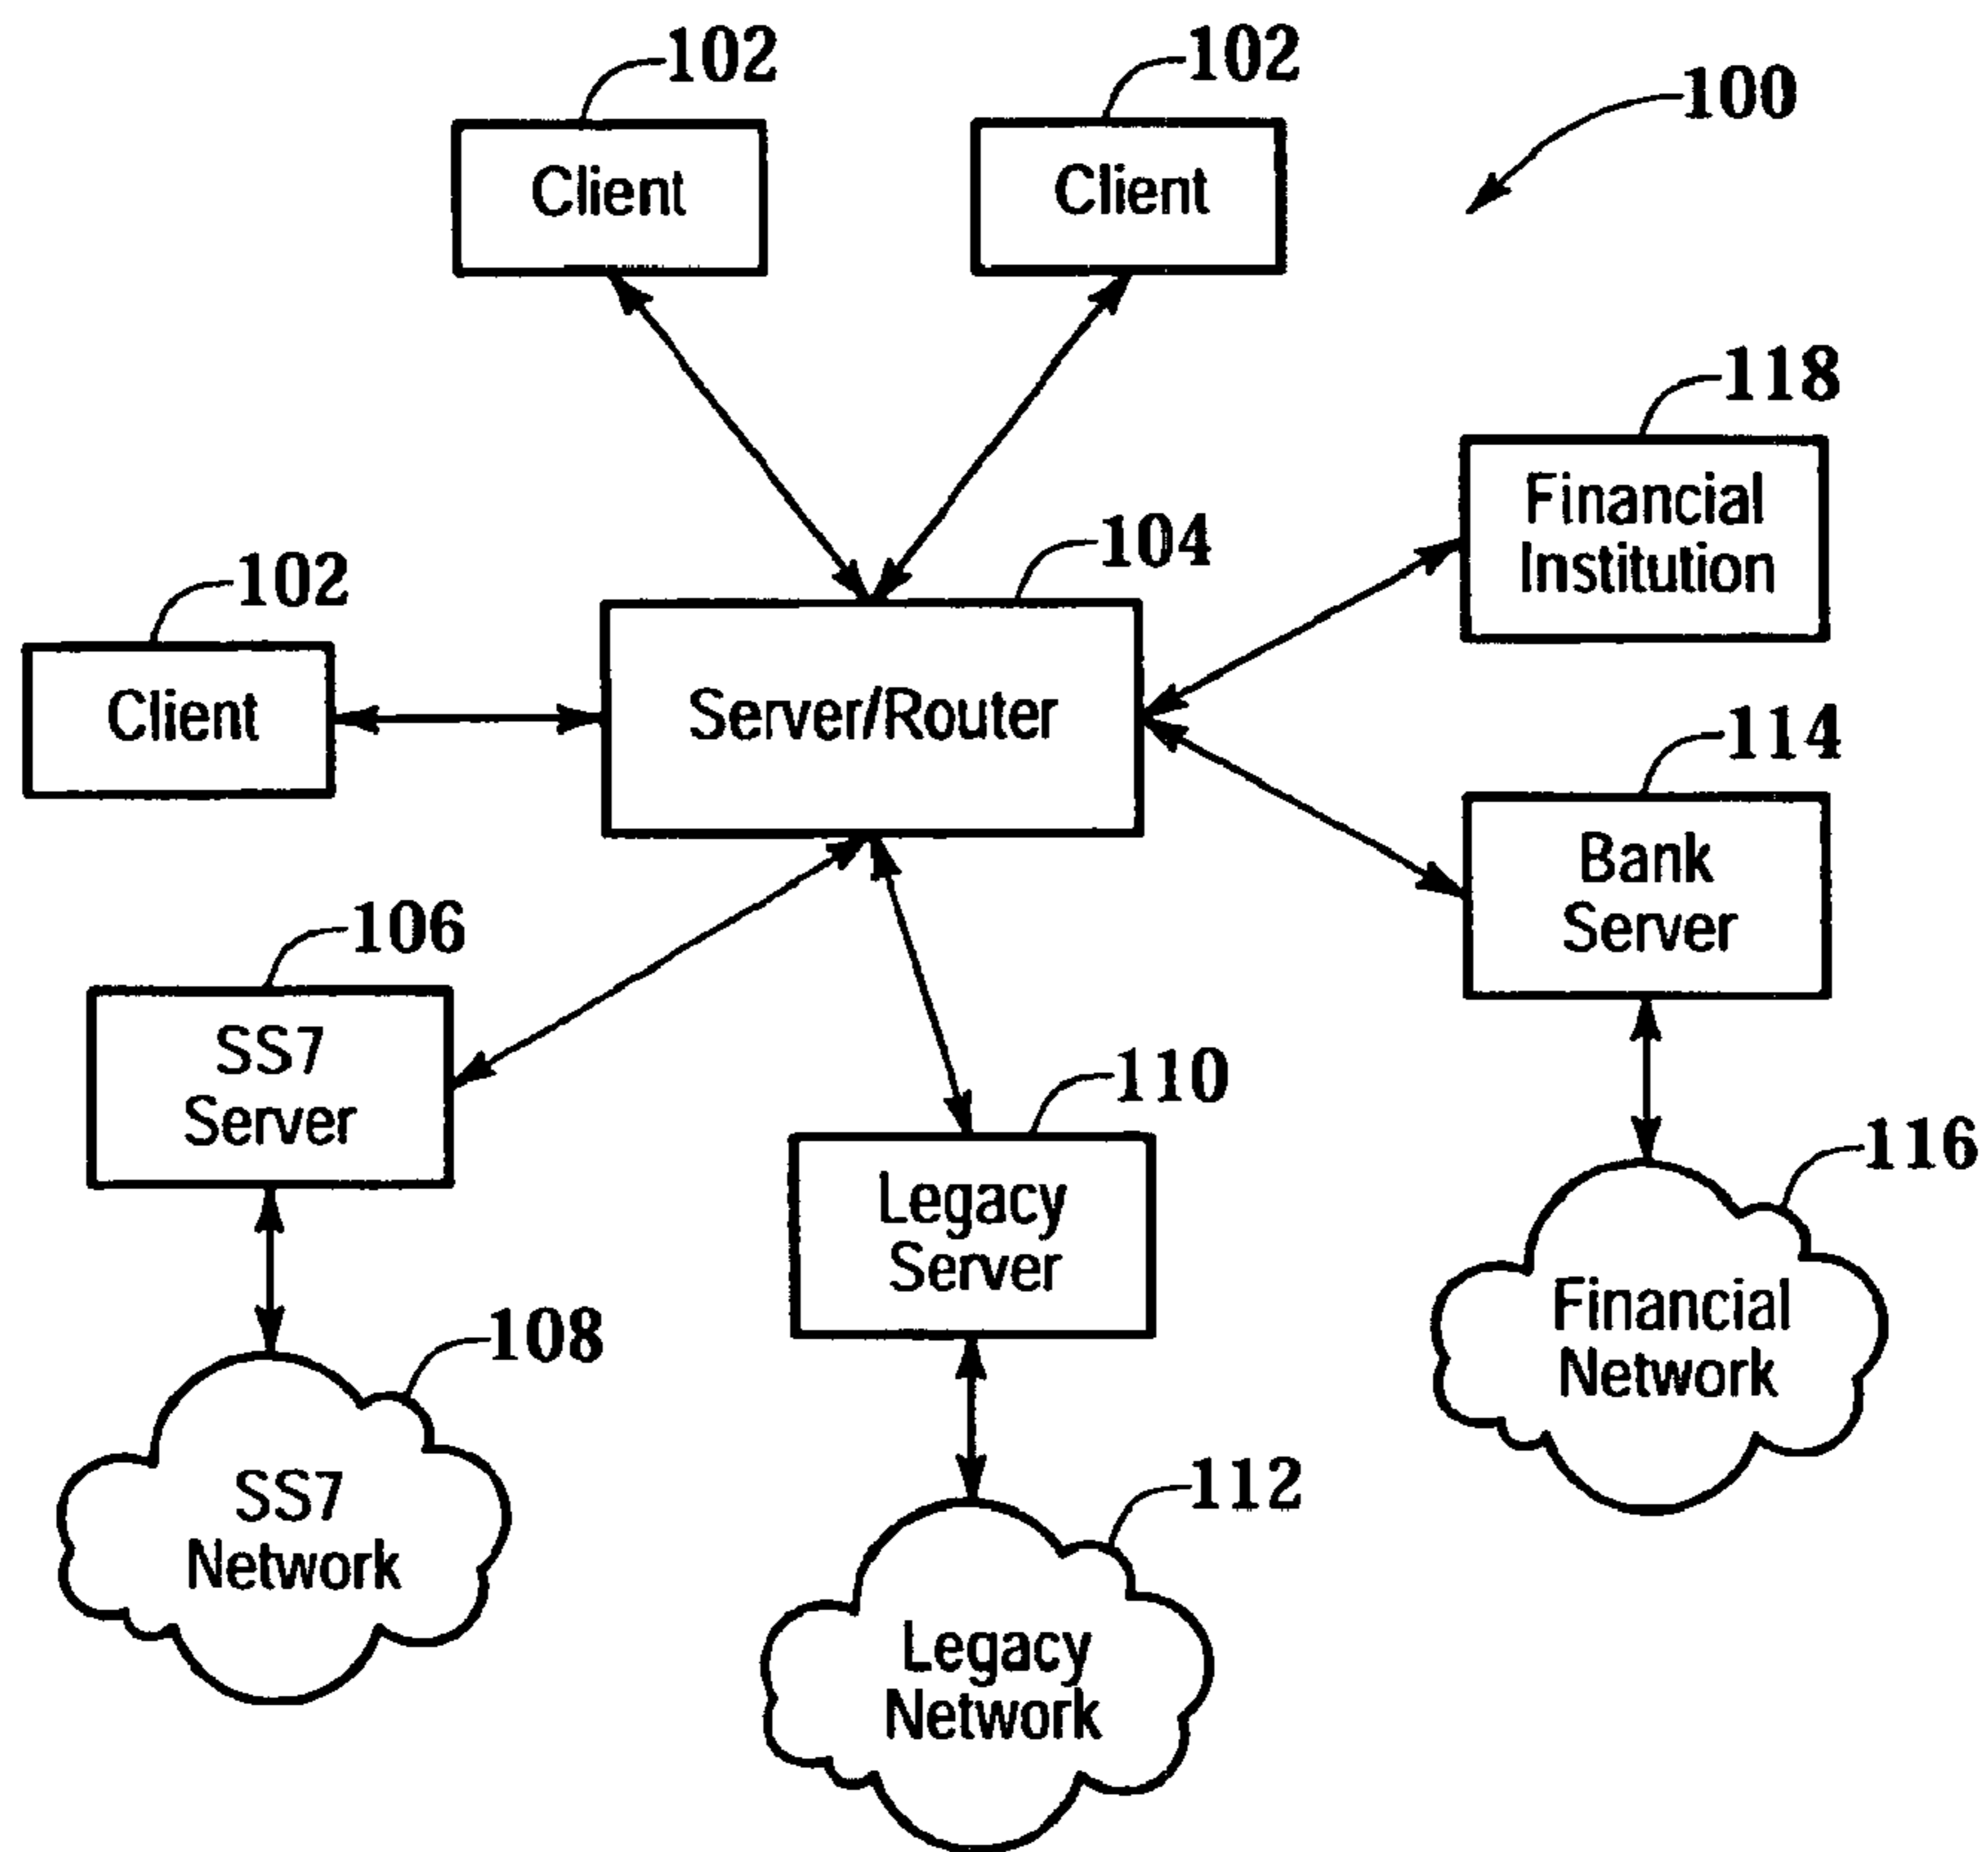 102
102
100
Client
Client
118
Financial
Institution
104
102
Client
Server/Router
114
Bank
Server
106
SS7
Server
110
Legacy
Server
116
Financial
Network
108
SS7
Network
112
Legacy
Network